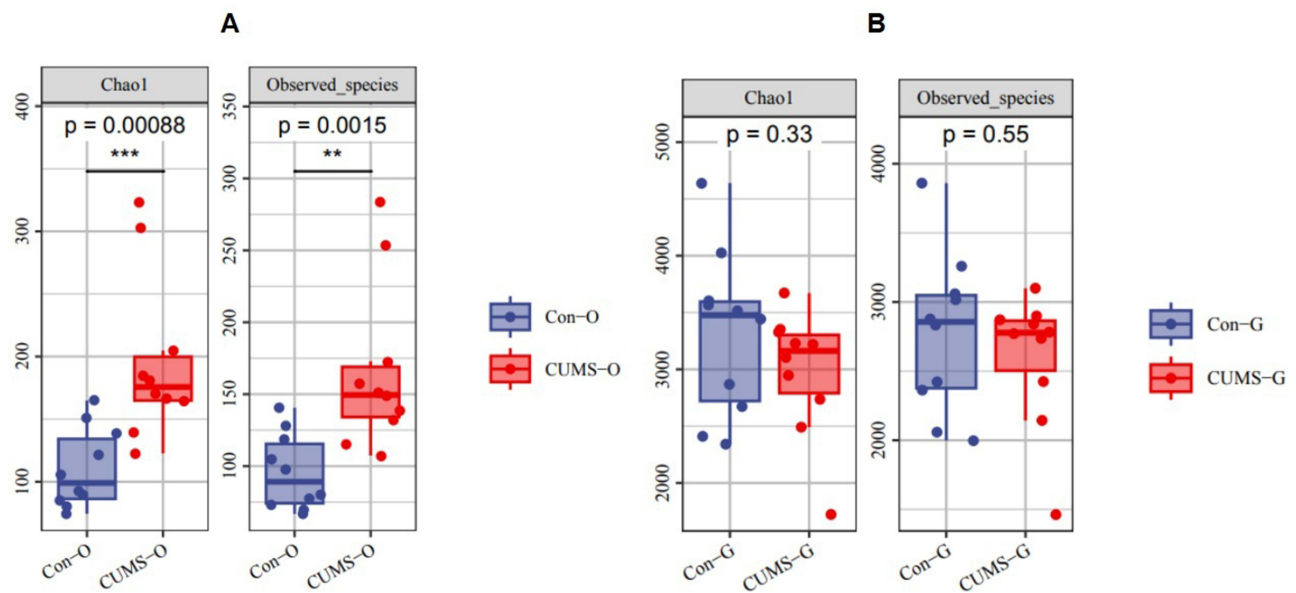 A
Chao1
Observed_species
p = 0.00088
p = 0.0015
***
**
400
300
200
100
350
300
250
200
150
100
Con−O
CUMS−O
Con−O
CUMS−O
Con−O
CUMS−O
B
Chao1
Observed_species
p = 0.33
p = 0.55
5000
4000
3000
2000
4000
3000
2000
Con−G
CUMS−G
Con−G
CUMS−G
Con−G
CUMS−G